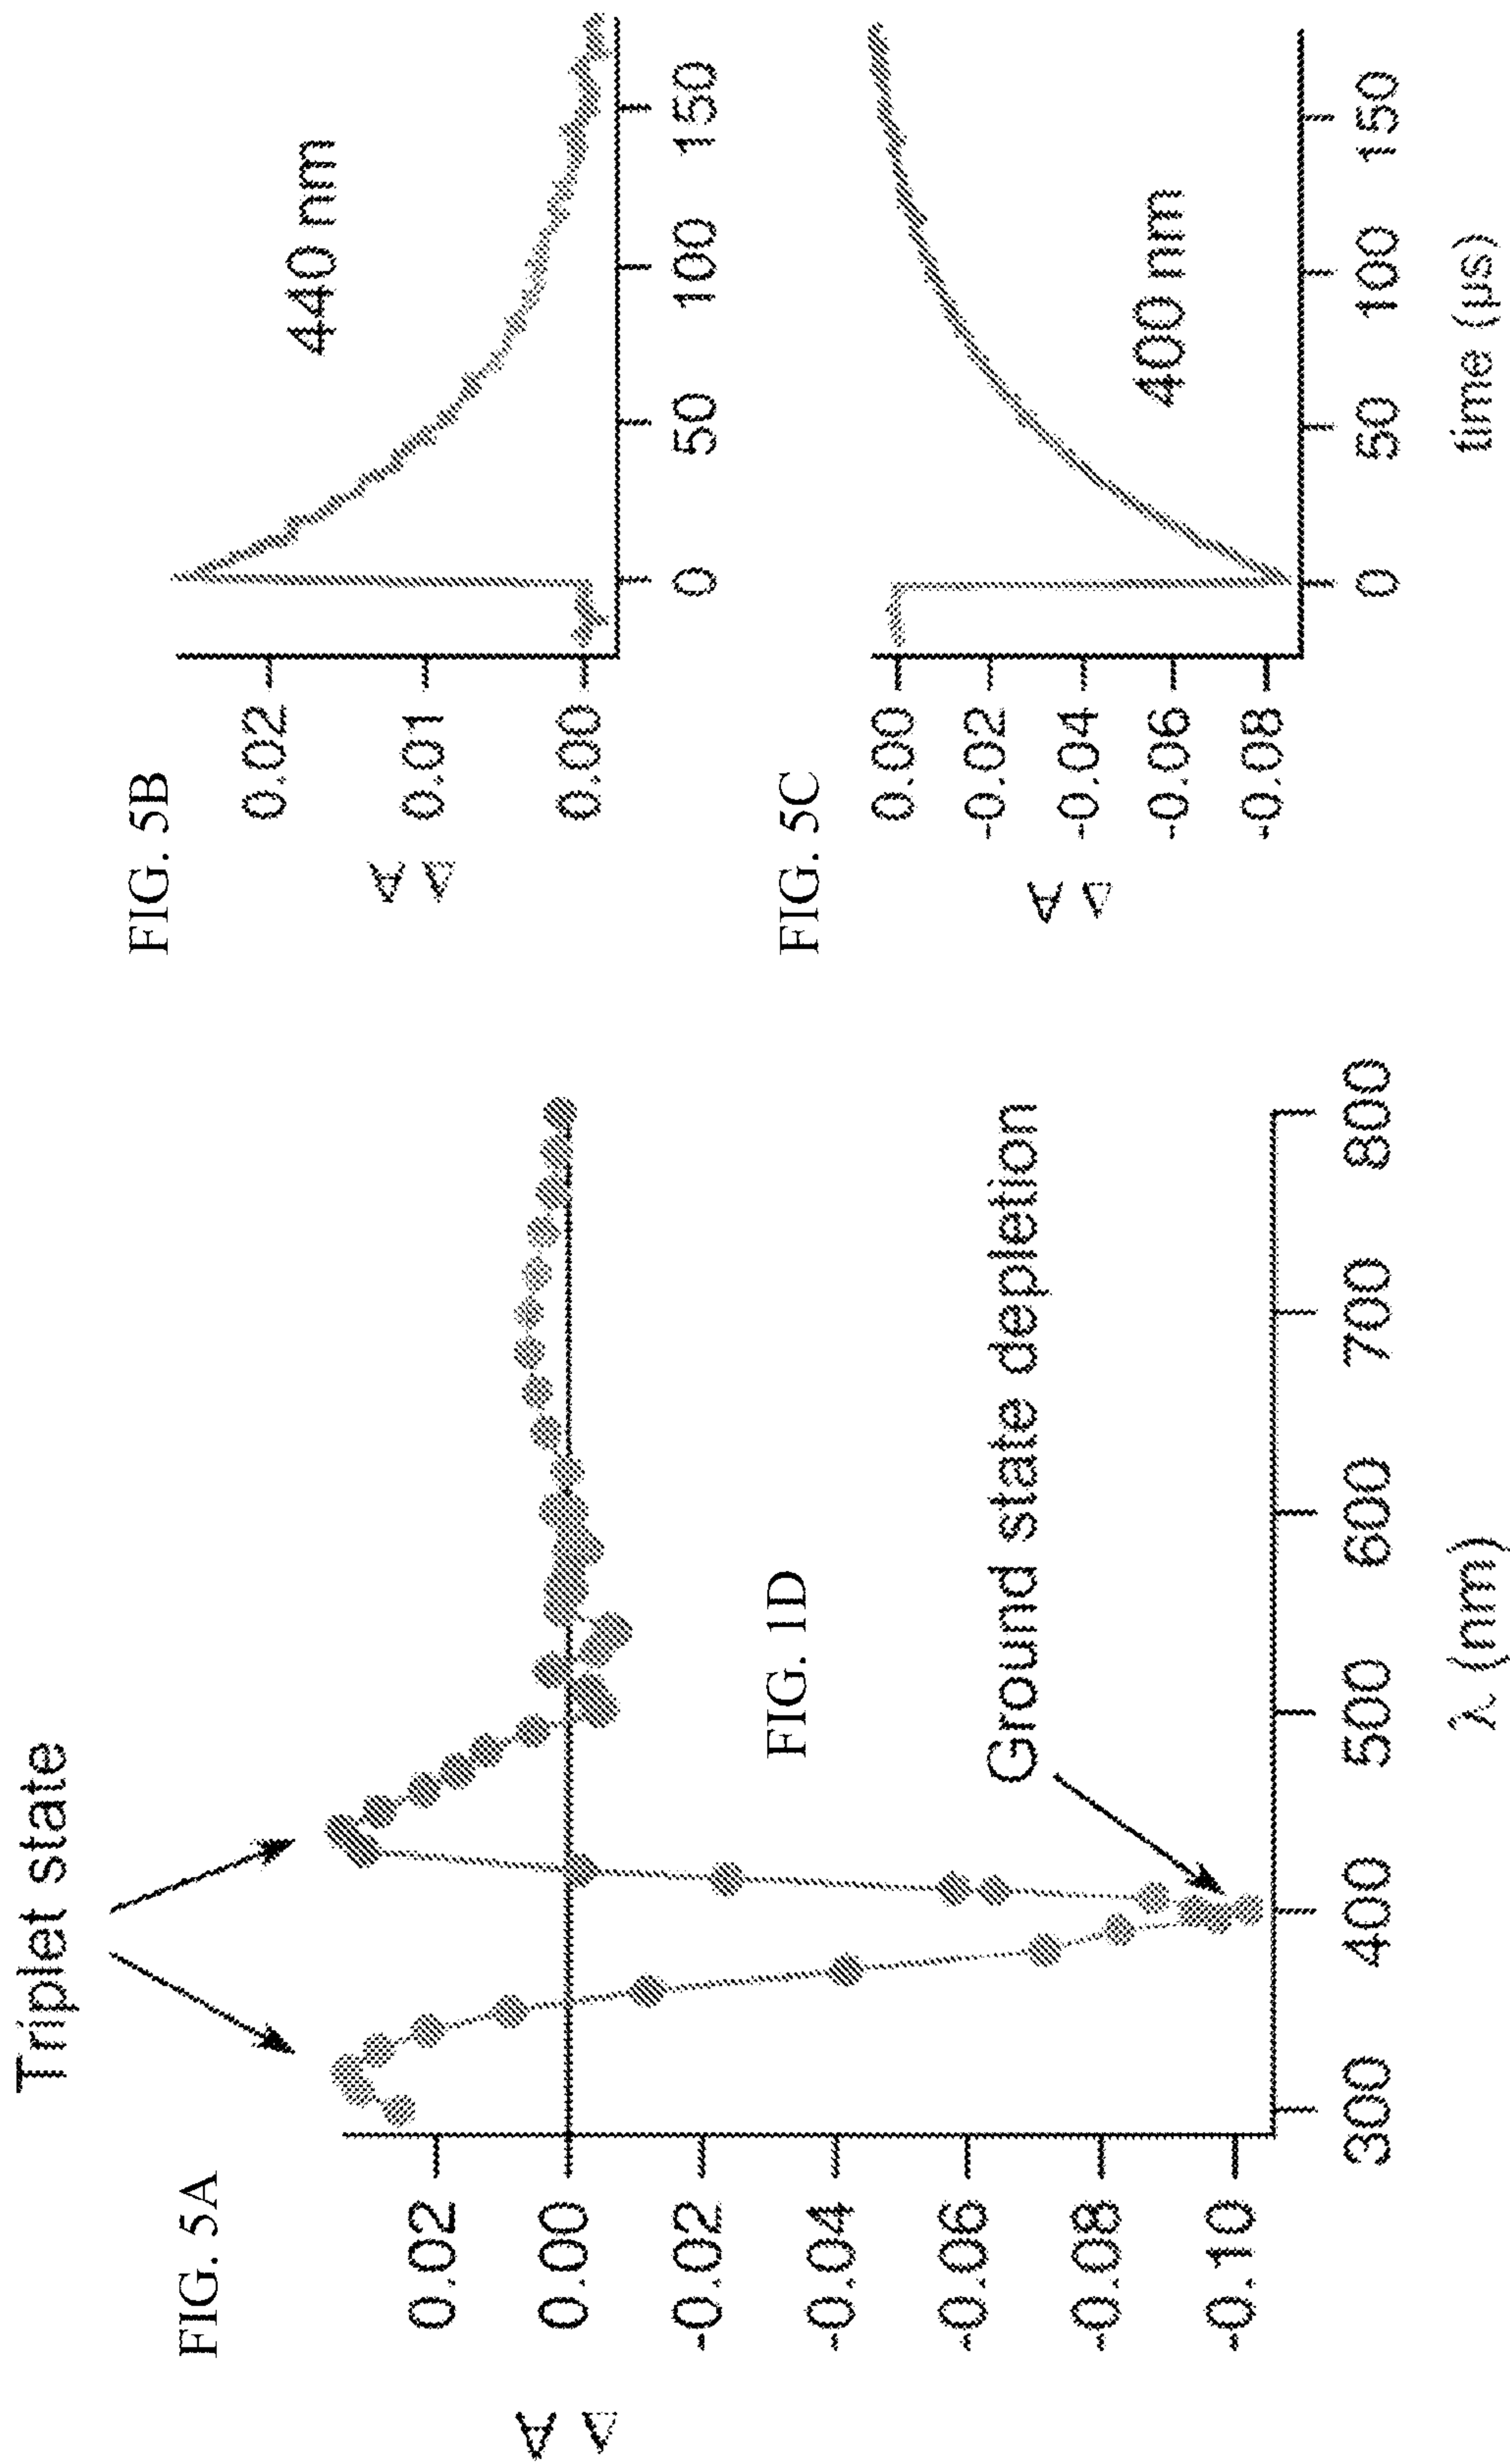 FIG. 5A
Triplet state
ΔA
0.02
0.00
-0.02
-0.04
-0.06
-0.08
-0.10
FIG. 1D
Ground state depletion
300 400 500 600 700 800
λ (nm)
FIG. 5B
440 nm
ΔA
0.02
0.01
0.00
0 50 100 150
FIG. 5C
ΔA
0.00
-0.02
-0.04
-0.06
-0.08
400 nm
0 50 100 150
time (μs)